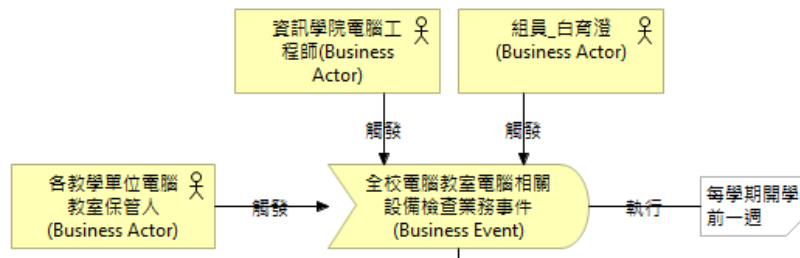 資訊學院電腦工
程師(Business
Actor)
組員_白育澄
(Business Actor)
觸發
觸發
各教學單位電腦
教室保管人
(Business Actor)
觸發
全校電腦教室電腦相關
設備檢查業務事件
(Business Event)
執行
每學期開學
前一週